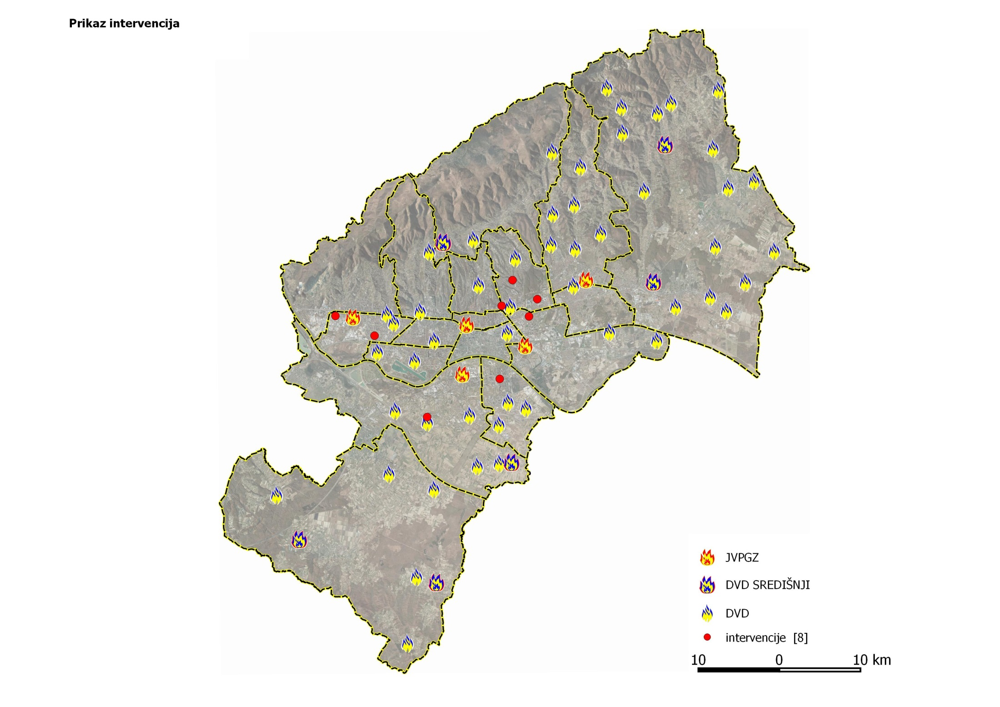 Prikaz intervencija
JVPGZ
DVD SREDIŠNJI
DVD
intervencije [8]
10 0 10 km